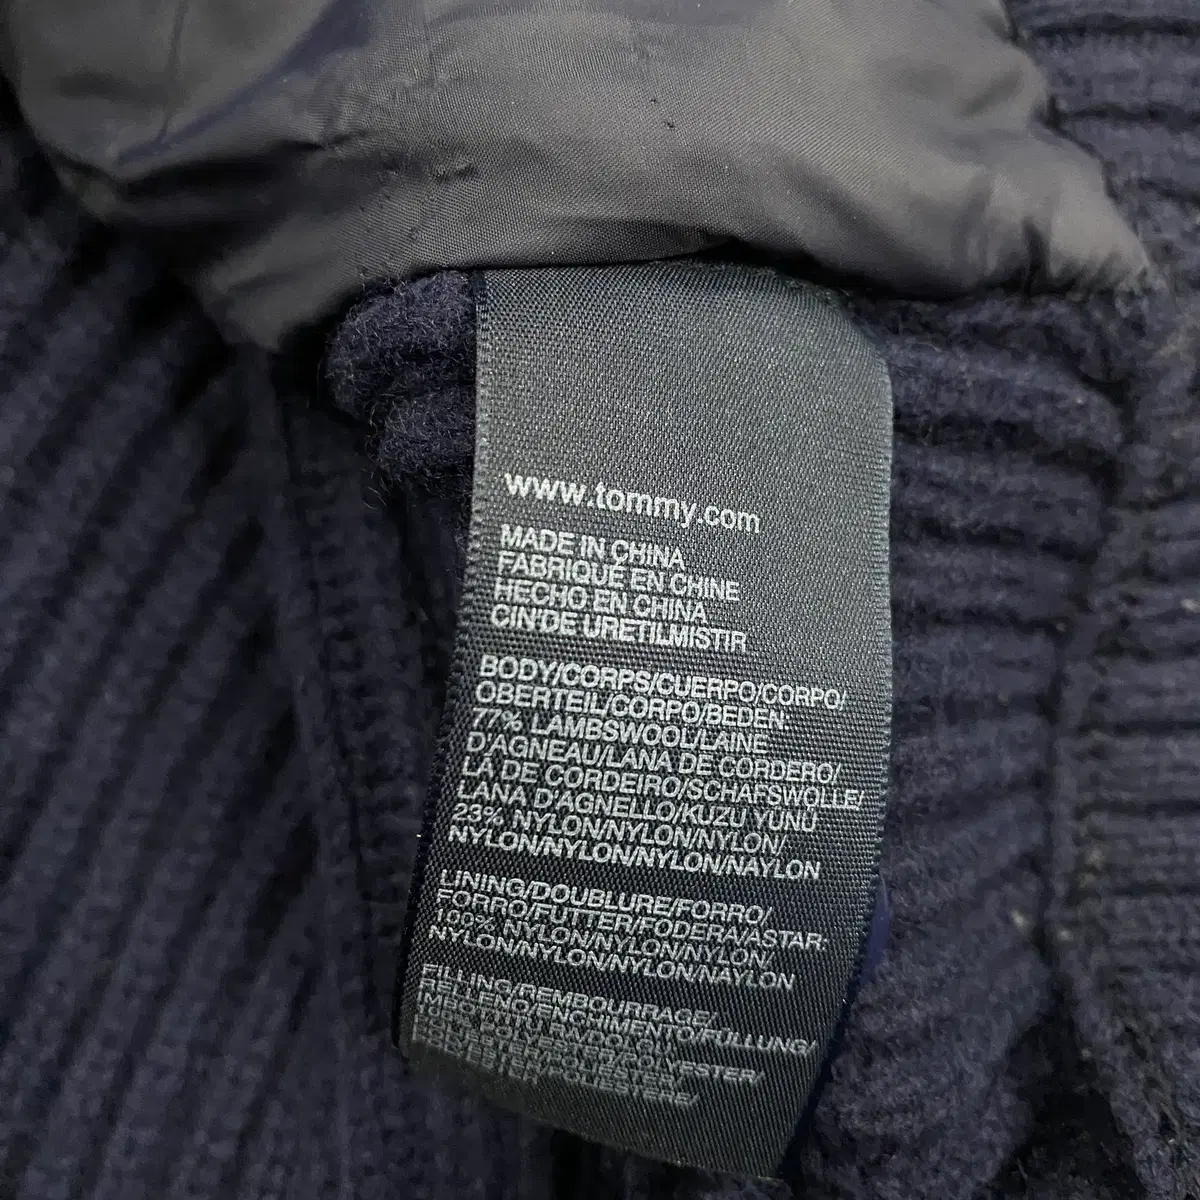 www.tommy.com
MADE IN CHINA
FABRIQUE EN CHINE
HECHO EN CHINA
CIN'DE URETILMISTIR
BODY/CORPS/CUERPO/CORPO/
OBERTEIL/CORPO/BEDEN:
77% LAMBSWOOL/LAINE
D'AGNEAU/LANA DE CORDERO/
LÀ DE CORDEIRO/SCHAFSWOLLE/
LANA D'AGNELLO/KUZU YUNU
23% NYLON/NYLON/NYLON/
NYLON/NYLON/NYLON/NAYLON
LINING/DOUBLURE/FORRO/
FORRO/FUTTER/FODERA/ASTAR:
100% NYLON/NYLON/NYLON/
NYLON/NYLON/NYLON/NAYLON
FILLING/REMBOURRAGE/
RELLENO/ENCHIMENTO/FÜLLUNG/